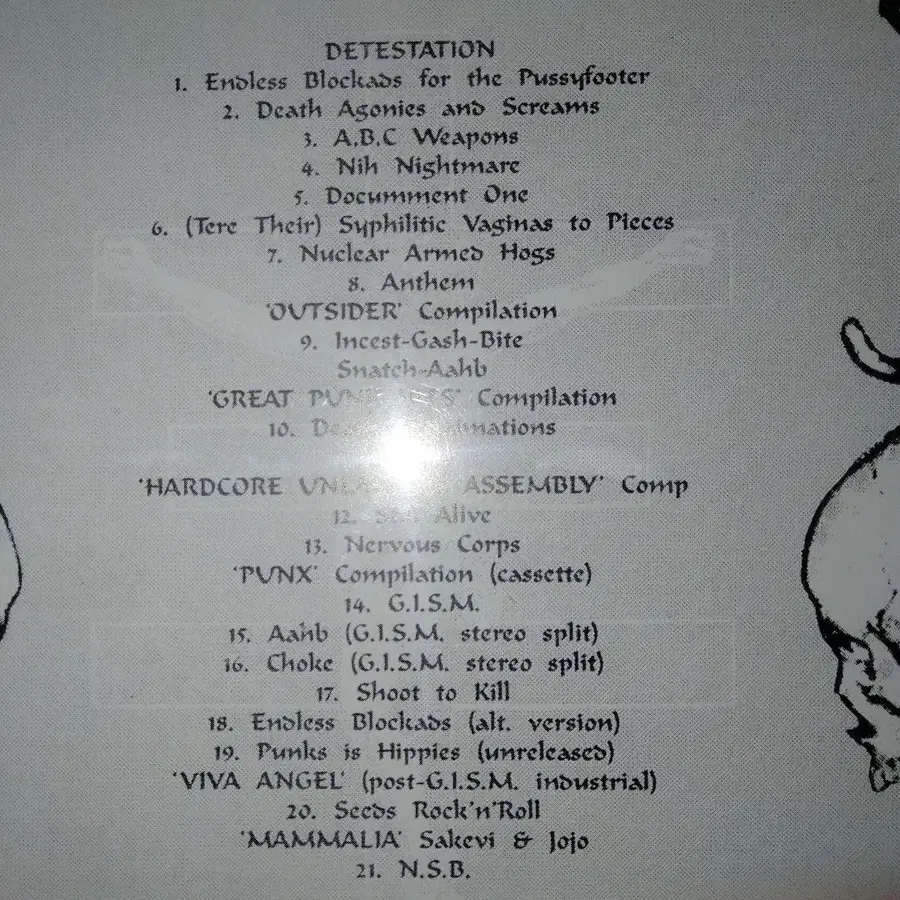 DETESTATION
1. Endless Blockads for the Pussyfooter
2. Death Agonies and Screams
3. A.B.C Weapons
4. Nih Nightmare
5. Documment One
6. (Tere Their) Syphilitic Vaginas to Pieces
7. Nuclear Armed Hogs
8. Anthem
'OUTSIDER' Compilation
9. Incest-Gash-Bite
Snatch-Aahb
'GREAT Compilation
10.
'HARDCORE ASSEMBLY' Comp
12. Alive
13. Nervous Corps
'PUNX' Compilation (cassette)
14. G.I.S.M.
15. Aahb (G.I.S.M. stereo split)
16. Choke (G.I.S.M. stereo split)
17. Shoot to Kill
18. Endless Blockads (alt. version)
19. Punks is Hippies (unreleased)
'VIVA ANGEL' (post-G.I.S.M. industrial)
20. Seeds Rock'n'Roll
'MAMMALIA' Sakevi & Jojo
21. N.S.B.